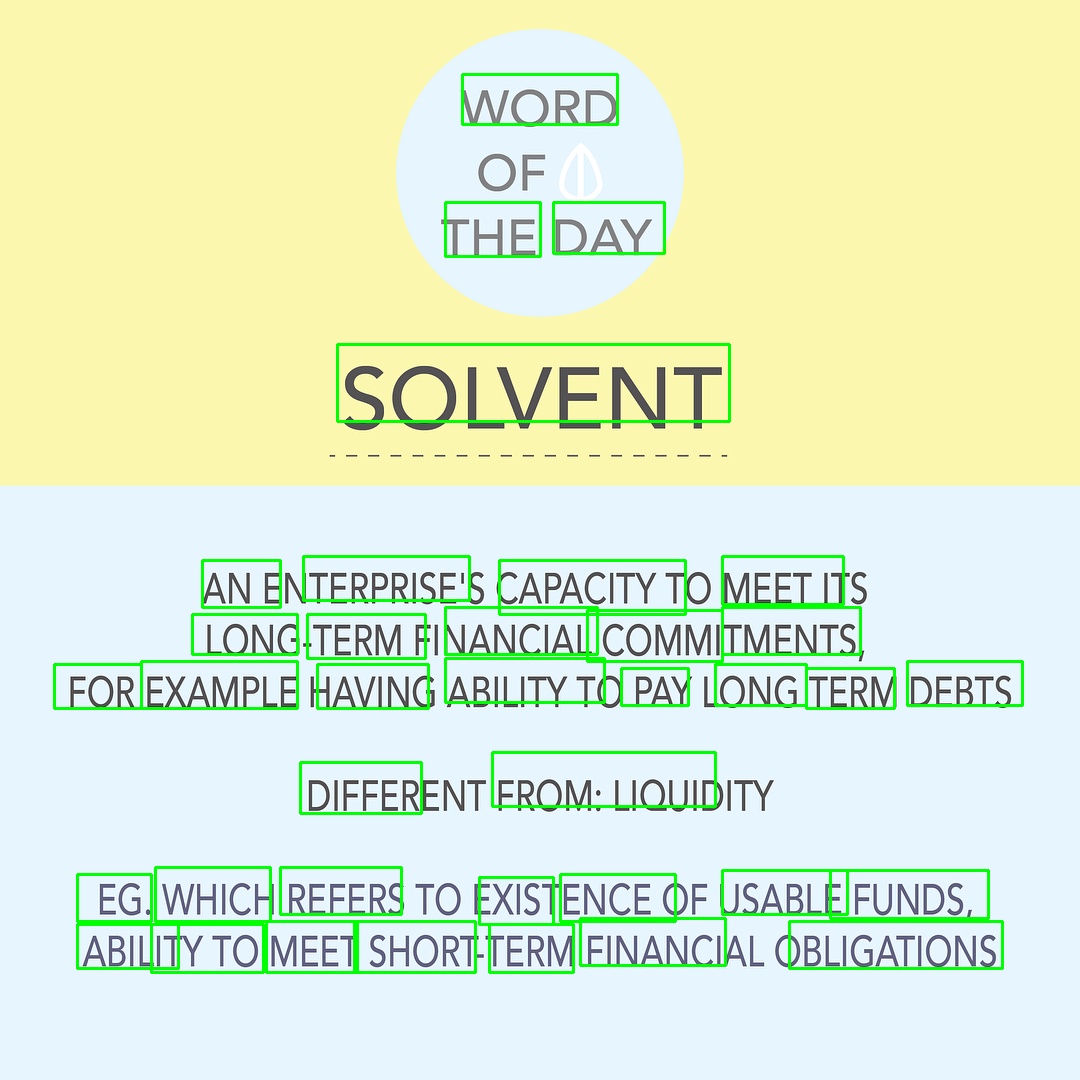 WORD
OF
THE DAY
SOLVENT
AN ENTERPRISE'S CAPACITY TO MEET ITS
LONG-TERM FINANCIAL COMMITMENTS,
FOR EXAMPLE HAVING ABILITY TO PAY LONG TERM DEBTS
DIFFERENT FROM: LIQUIDITY
EG. WHICH REFERS TO EXISTENCE OF USABLE FUNDS,
ABILITY TO MEET SHORT-TERM FINANCIAL OBLIGATIONS